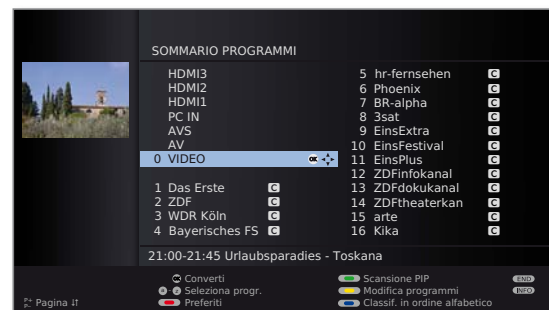 SOMMARIO PROGRAMMI
HDMI3
HDMI2
HDMI1
PC IN
AVS
AV
0 VIDEO OK
1 Das Erste C
2 ZDF C
3 WDR Köln C
4 Bayerisches FS C
5 hr-fernsehen C
6 Phoenix C
7 BR-alpha C
8 3sat C
9 EinsExtra C
10 EinsFestival C
11 EinsPlus C
12 ZDFinfokanal C
13 ZDFdokukanal C
14 ZDFtheaterkan C
15 arte C
16 Kika C
21:00-21:45 Urlaubsparadies - Toskana
OK Converti
Seleziona progr.
Preferiti
Scansione PIP
Modifica programmi
Classif. in ordine alfabetico
END
INFO
P+ P- Pagina ↓↑